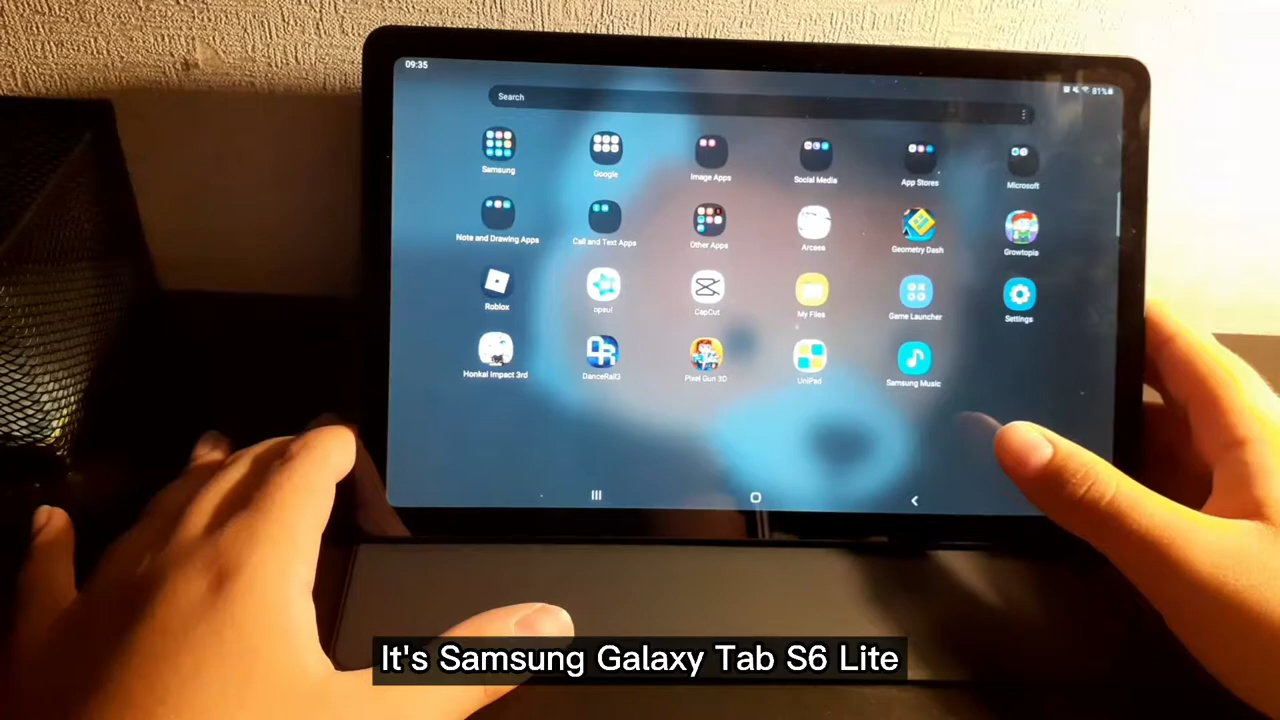 09:35
81%
Search
Samsung
Google
Image Apps
Social Media
App Stores
Microsoft
Note and Drawing Apps
Call and Text Apps
Other Apps
Arcaea
Geometry Dash
Growtopia
Roblox
opsu!
CapCut
My Files
Game Launcher
Settings
Honkai Impact 3rd
DanceRail3
Pixel Gun 3D
UniPad
Samsung Music
It's Samsung Galaxy Tab S6 Lite